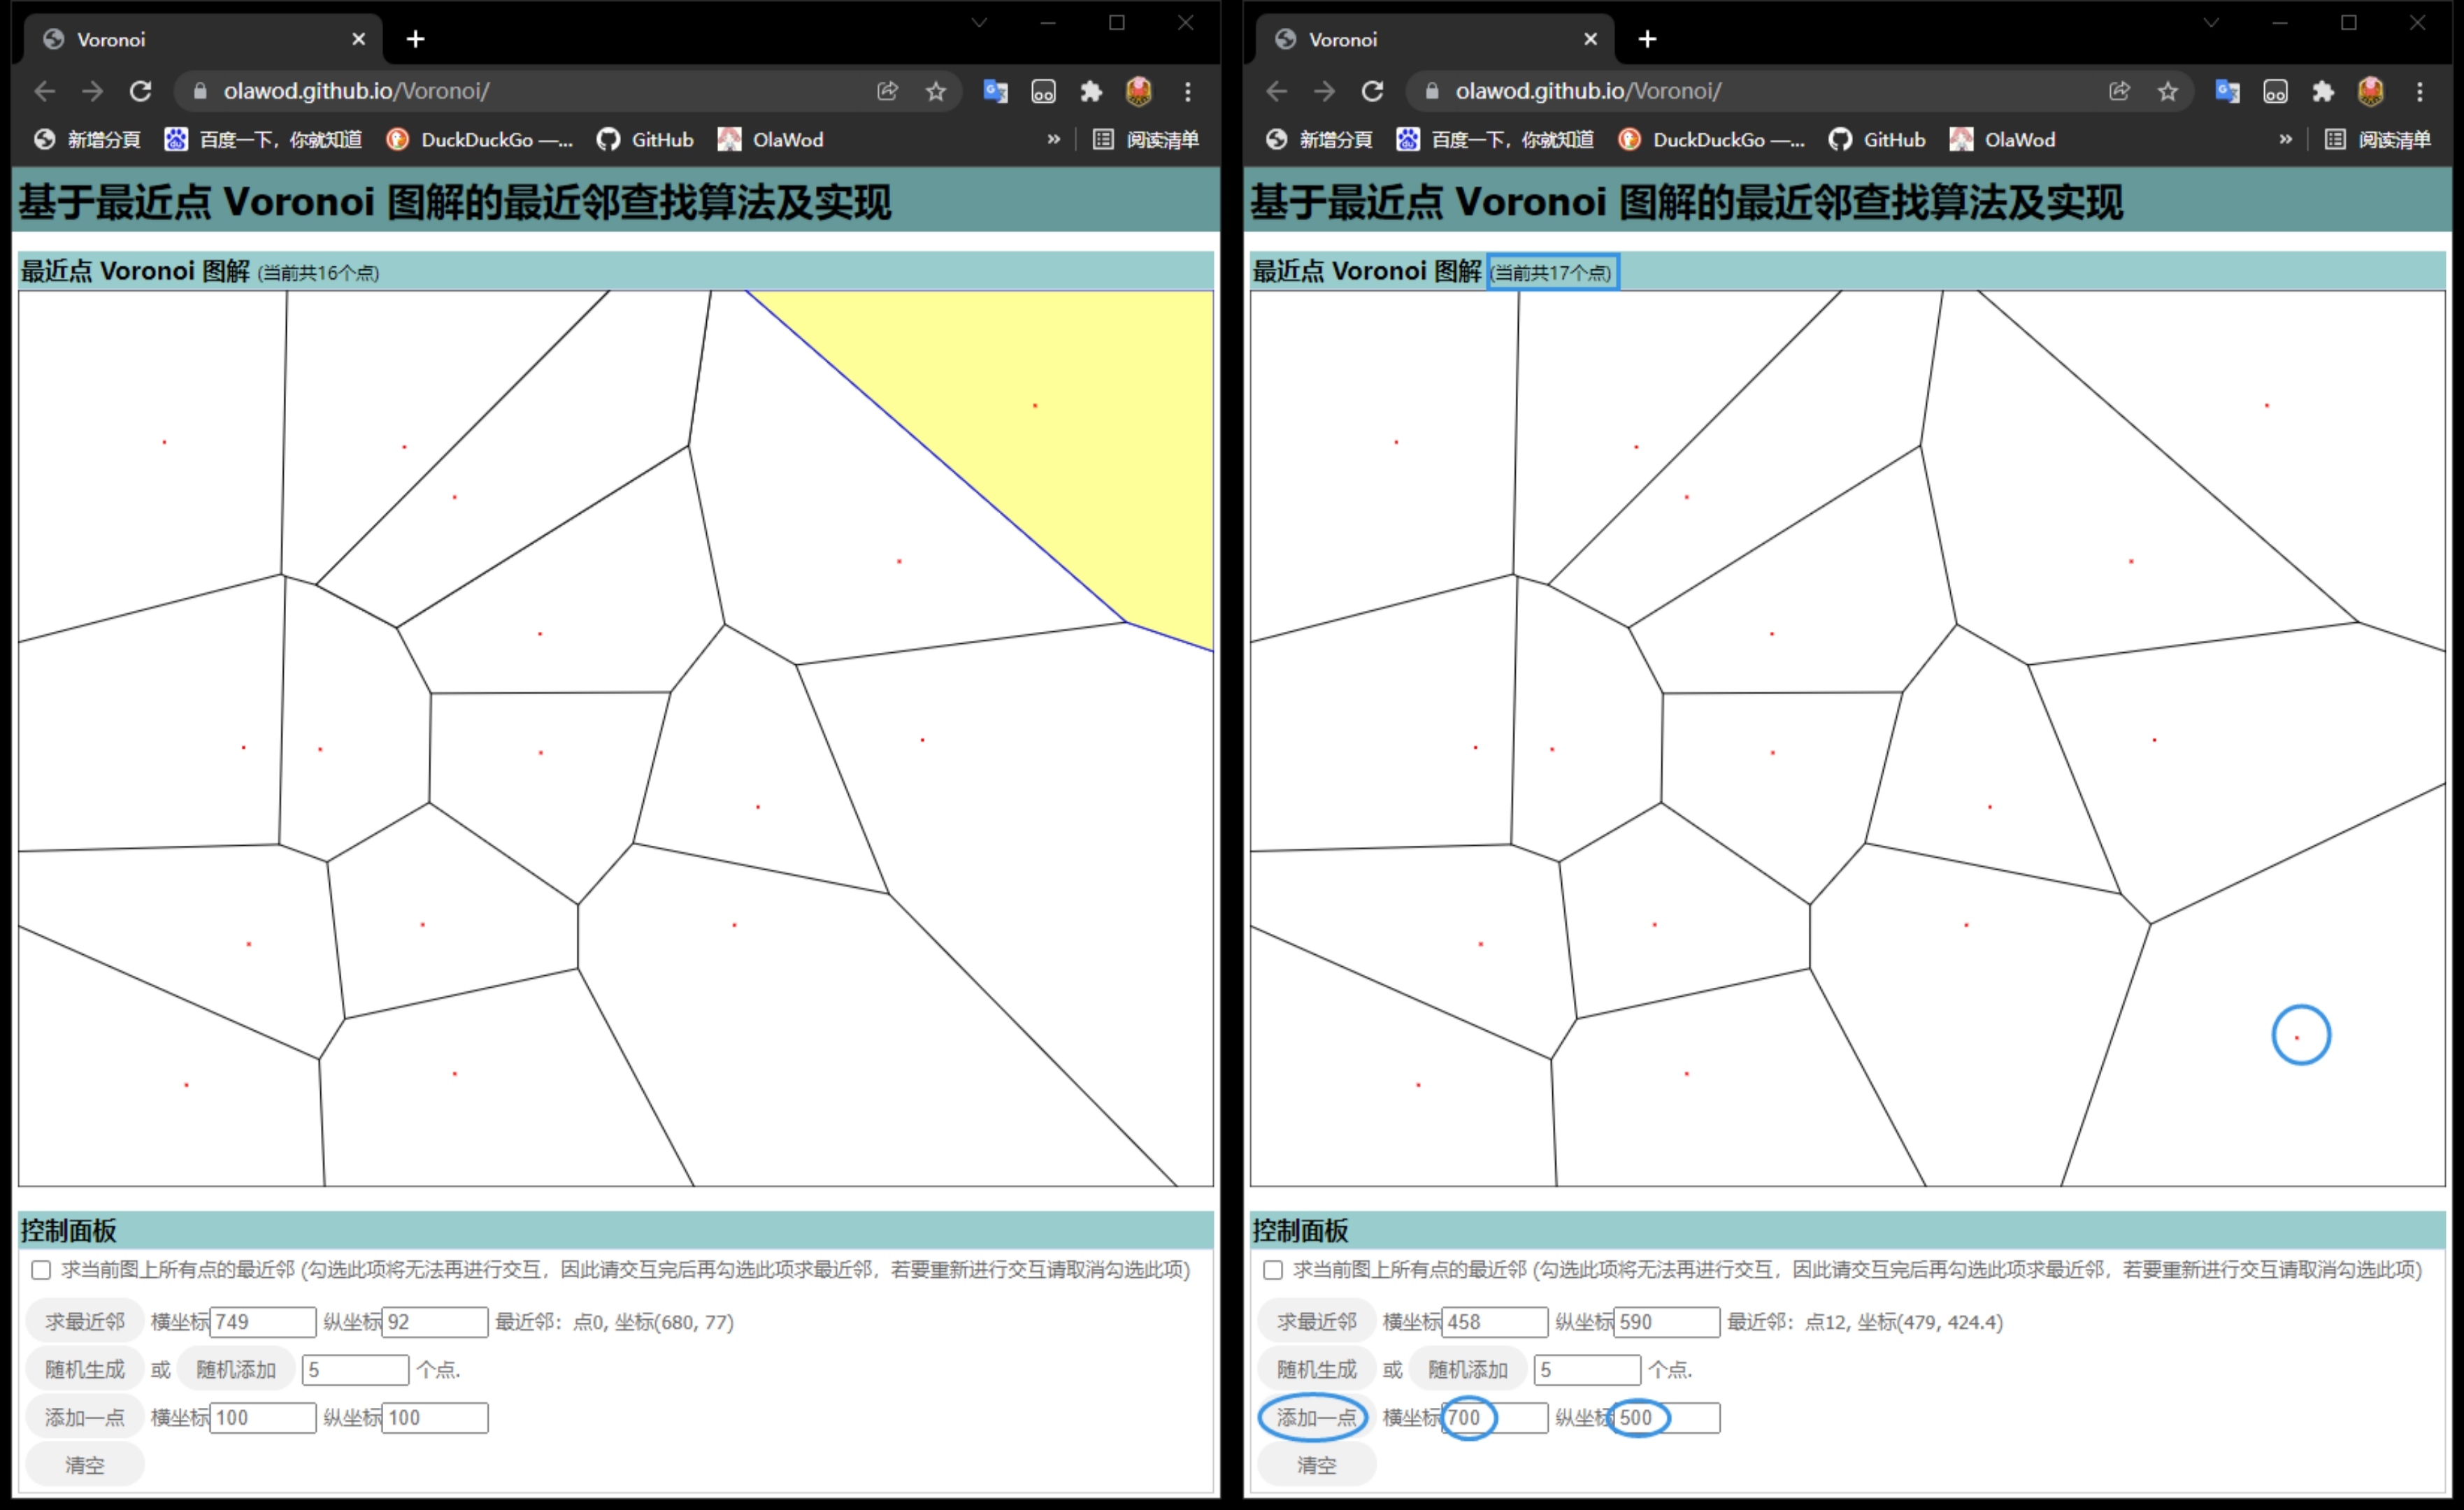 Voronoi
olawod.github.io/Voronoi/
新增分頁 百度一下，你就知道 DuckDuckGo —... GitHub OlaWod » 阅读清单
基于最近点 Voronoi 图解的最近邻查找算法及实现
最近点 Voronoi 图解 (当前共16个点)
控制面板
求当前图上所有点的最近邻 (勾选此项将无法再进行交互，因此请交互完后再勾选此项求最近邻，若要重新进行交互请取消勾选此项)
求最近邻 横坐标 749 纵坐标 92 最近邻：点0, 坐标(680, 77)
随机生成 或 随机添加 5 个点.
添加一点 横坐标 100 纵坐标 100
清空
Voronoi
olawod.github.io/Voronoi/
新增分頁 百度一下，你就知道 DuckDuckGo —... GitHub OlaWod » 阅读清单
基于最近点 Voronoi 图解的最近邻查找算法及实现
最近点 Voronoi 图解 (当前共17个点)
控制面板
求当前图上所有点的最近邻 (勾选此项将无法再进行交互，因此请交互完后再勾选此项求最近邻，若要重新进行交互请取消勾选此项)
求最近邻 横坐标 458 纵坐标 590 最近邻：点12, 坐标(479, 424.4)
随机生成 或 随机添加 5 个点.
添加一点 横坐标 700 纵坐标 500
清空